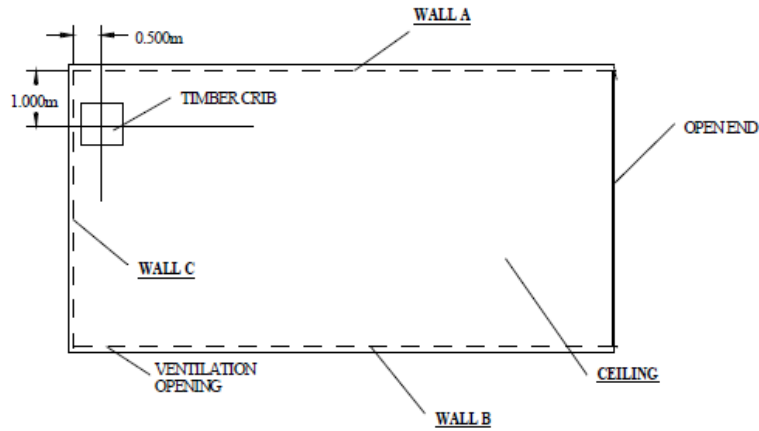 WALL A
0.500m
1.000m
TIMBER CRIB
OPEN END
WALL C
VENTILATION
OPENING
CEILING
WALL B